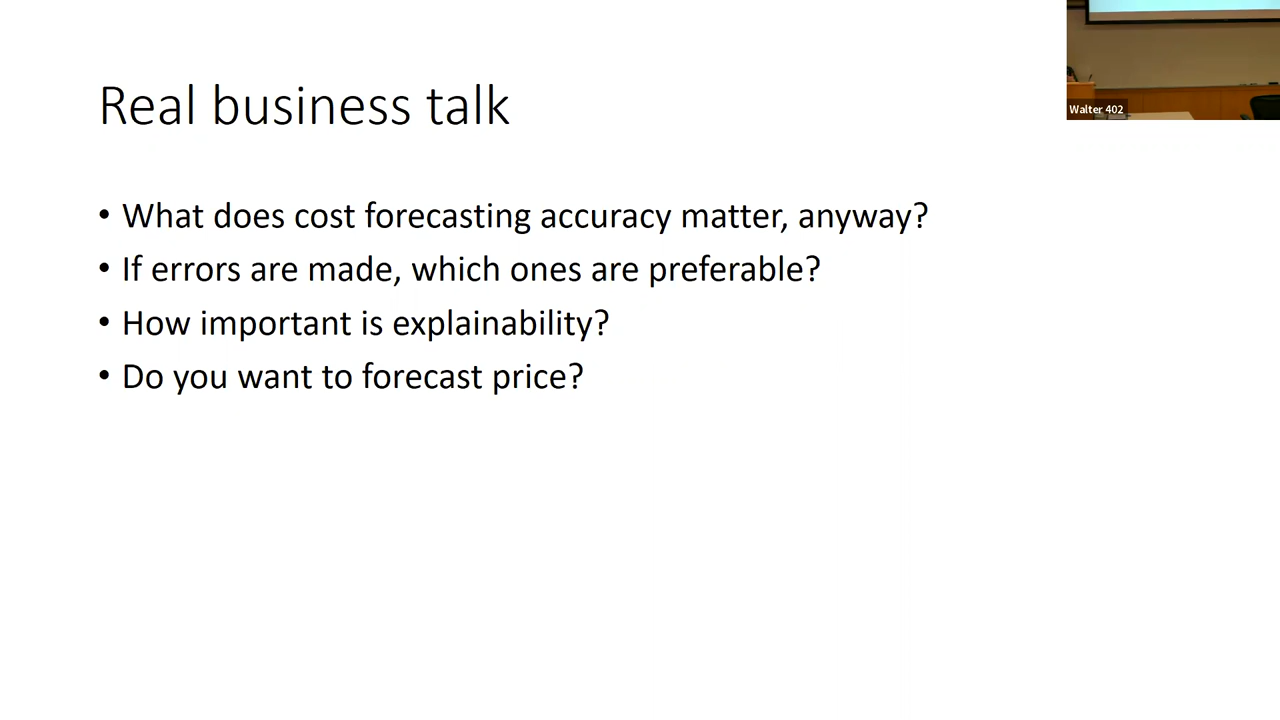 Real business talk
• What does cost forecasting accuracy matter, anyway?
• If errors are made, which ones are preferable?
• How important is explainability?
• Do you want to forecast price?
Walter 402